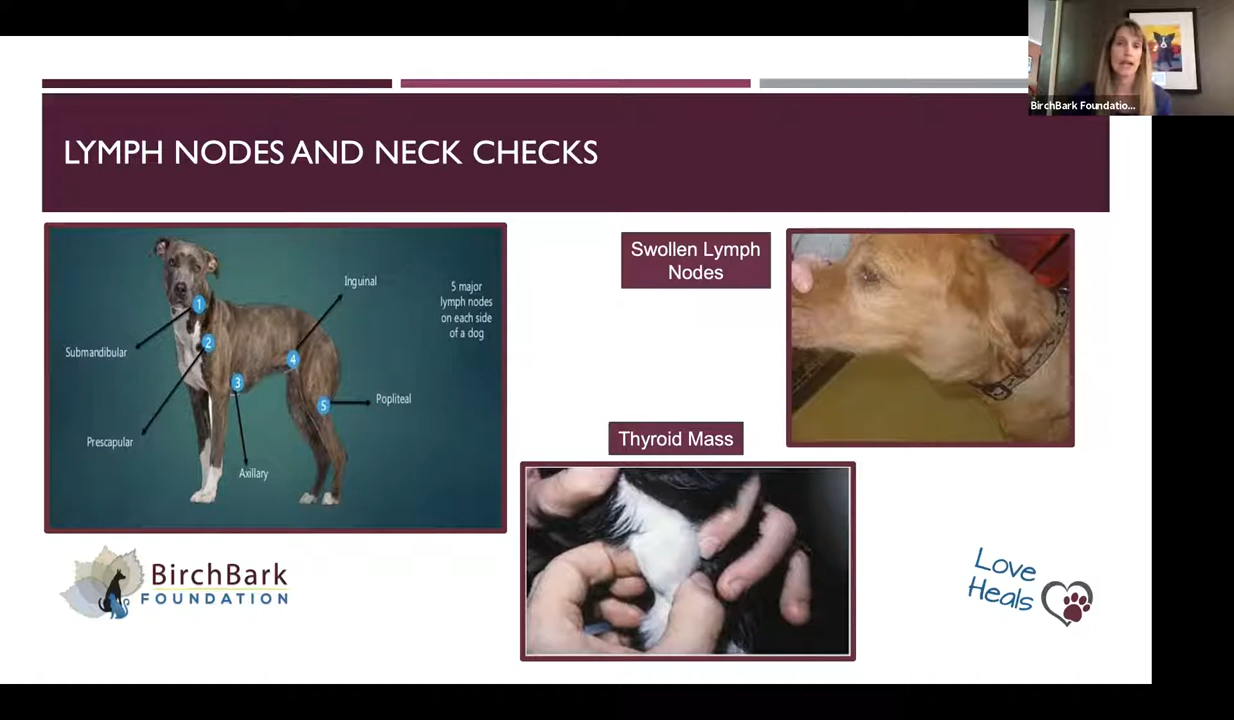 BirchBark Foundatio...
LYMPH NODES AND NECK CHECKS
Inguinal
5 major
lymph nodes
on each side
of a dog
1
Submandibular
2
3
4
5
Popliteal
Prescapular
Axillary
Swollen Lymph
Nodes
Thyroid Mass
BirchBark
FOUNDATION
Love
Heals